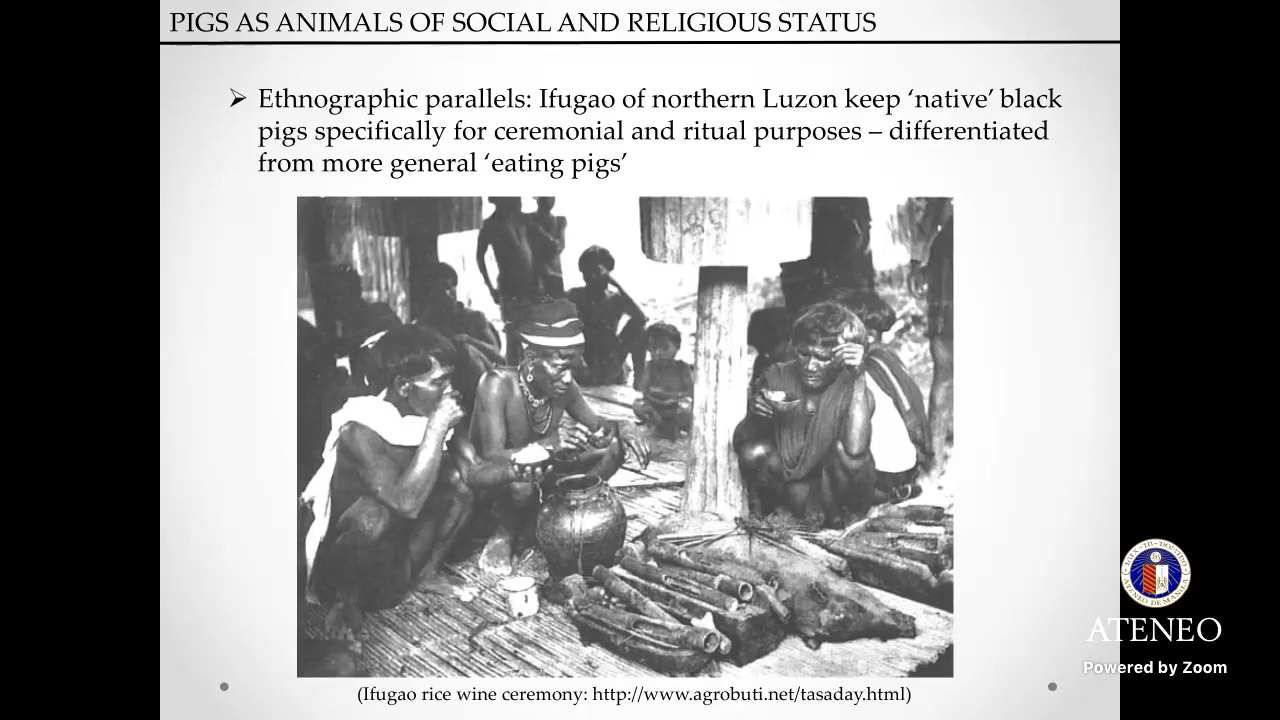 PIGS AS ANIMALS OF SOCIAL AND RELIGIOUS STATUS
➢ Ethnographic parallels: Ifugao of northern Luzon keep ‘native’ black
pigs specifically for ceremonial and ritual purposes – differentiated
from more general ‘eating pigs’
(Ifugao rice wine ceremony: http://www.agrobuti.net/tasaday.html)
ATENEO
Powered by Zoom